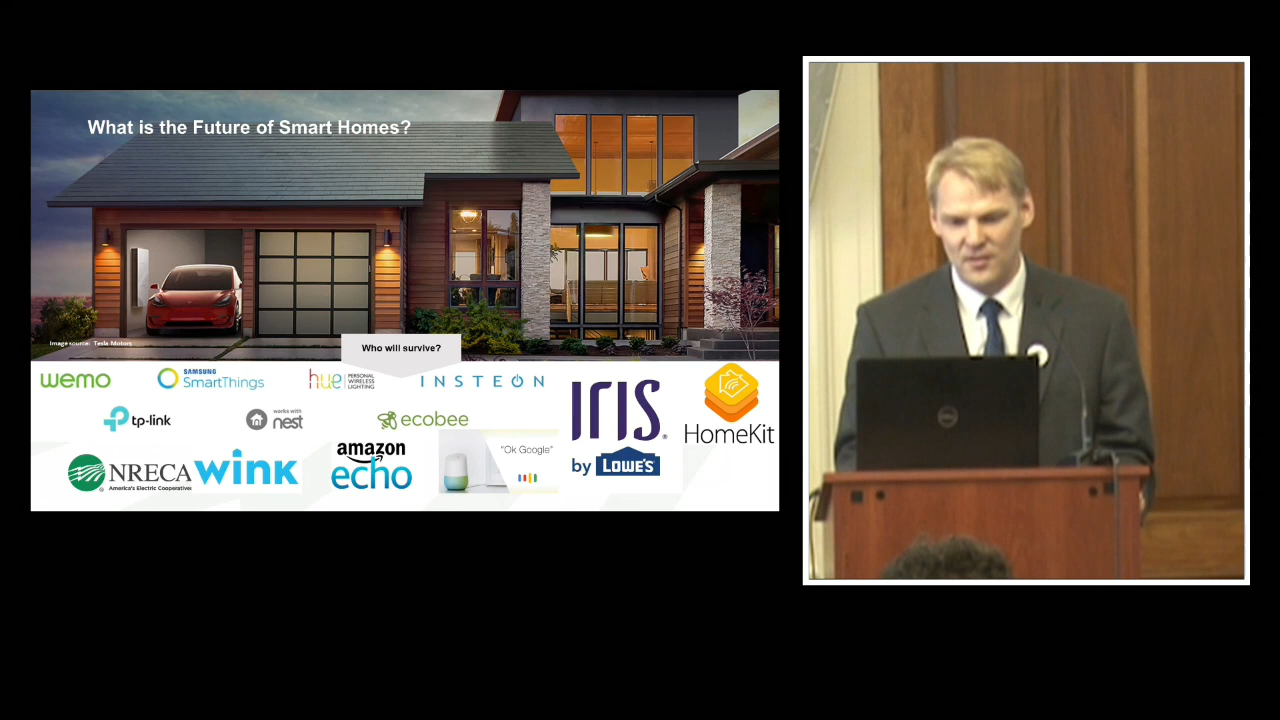 What is the Future of Smart Homes?
Image source: Tesla Motors
Who will survive?
wemo
SAMSUNG
SmartThings
hue PERSONAL WIRELESS LIGHTING
INSTEON
tp-link
works with
nest
ecobee
IRIS
by LOWE'S
HomeKit
NRECA
America's Electric Cooperatives
wink
amazon
echo
"Ok Google"
DELL